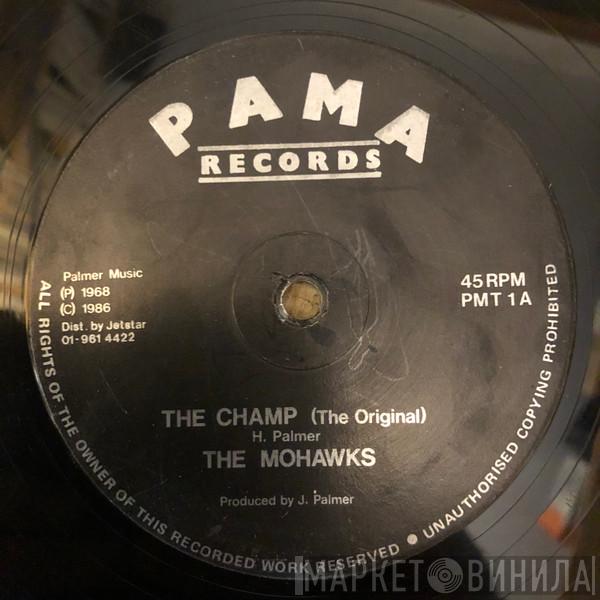 PAMA
RECORDS
Palmer Music
(P) 1968
(C) 1986
Dist. by Jetstar
01-961 4422
45 RPM
PMT 1 A
THE CHAMP (The Original)
H. Palmer
THE MOHAWKS
Produced by J. Palmer
ALL RIGHTS OF THE OWNER OF THIS RECORDED WORK RESERVED ● UNAUTHORISED COPYING PROHIBITED
МАРКЕТ ВИНИЛА